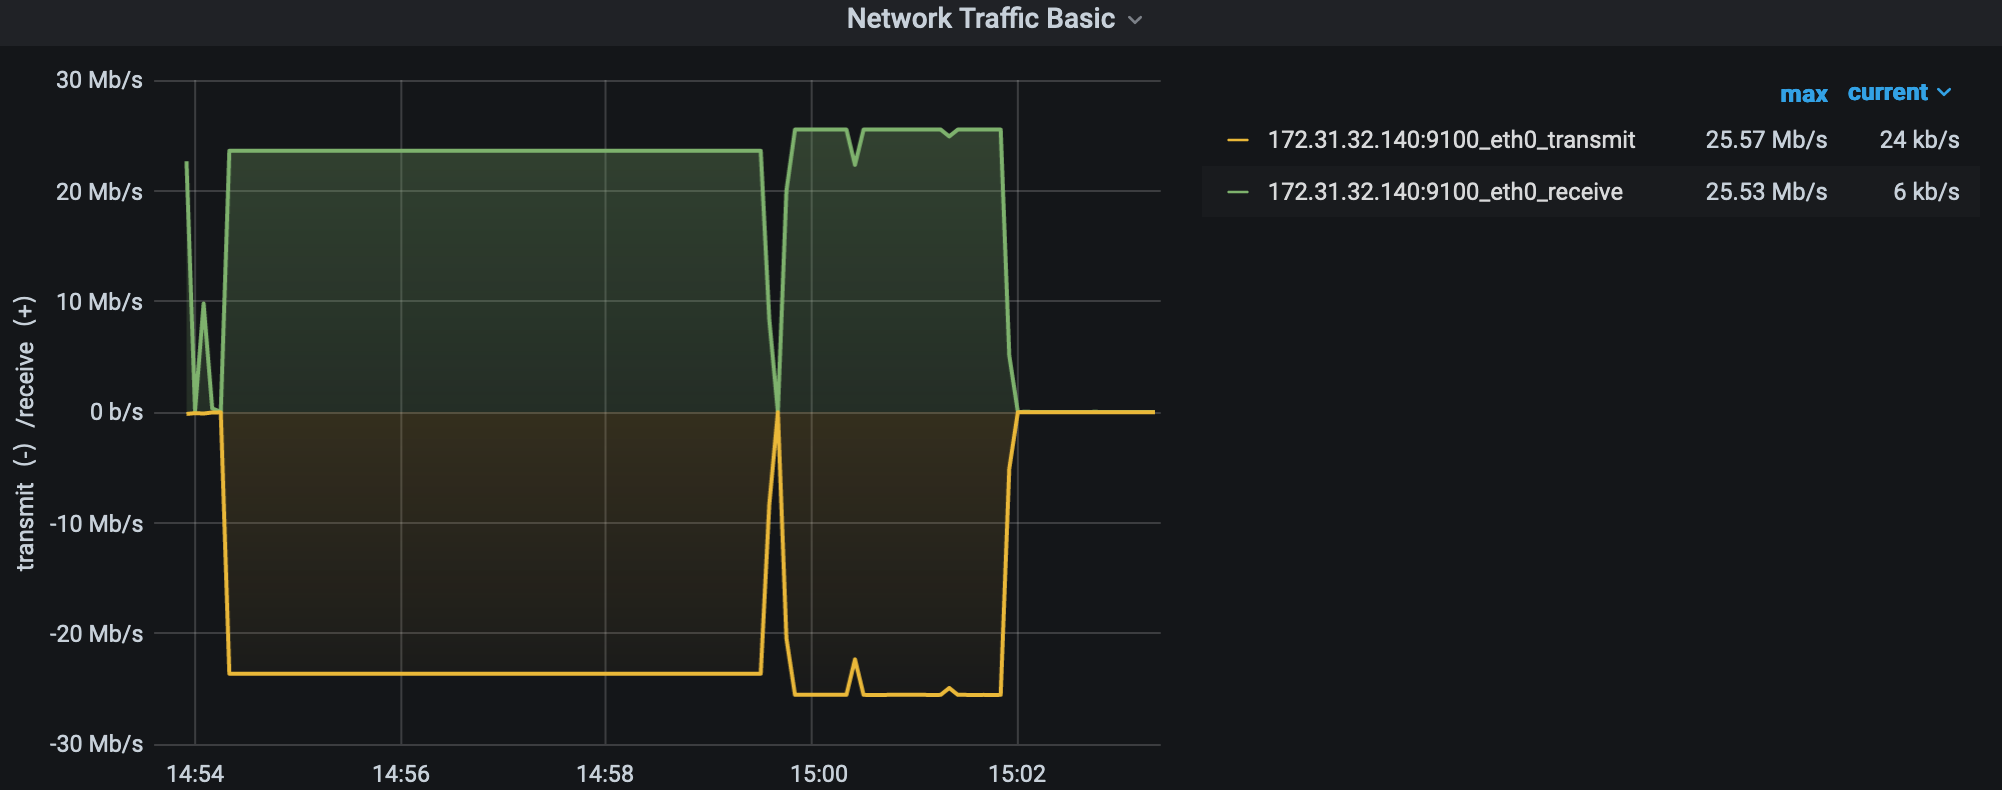 Network Traffic Basic
30 Mb/s
20 Mb/s
10 Mb/s
0 b/s
-10 Mb/s
-20 Mb/s
-30 Mb/s
transmit (-) /receive (+)
14:54 14:56 14:58 15:00 15:02
max current
172.31.32.140:9100_eth0_transmit 25.57 Mb/s 24 kb/s
172.31.32.140:9100_eth0_receive 25.53 Mb/s 6 kb/s